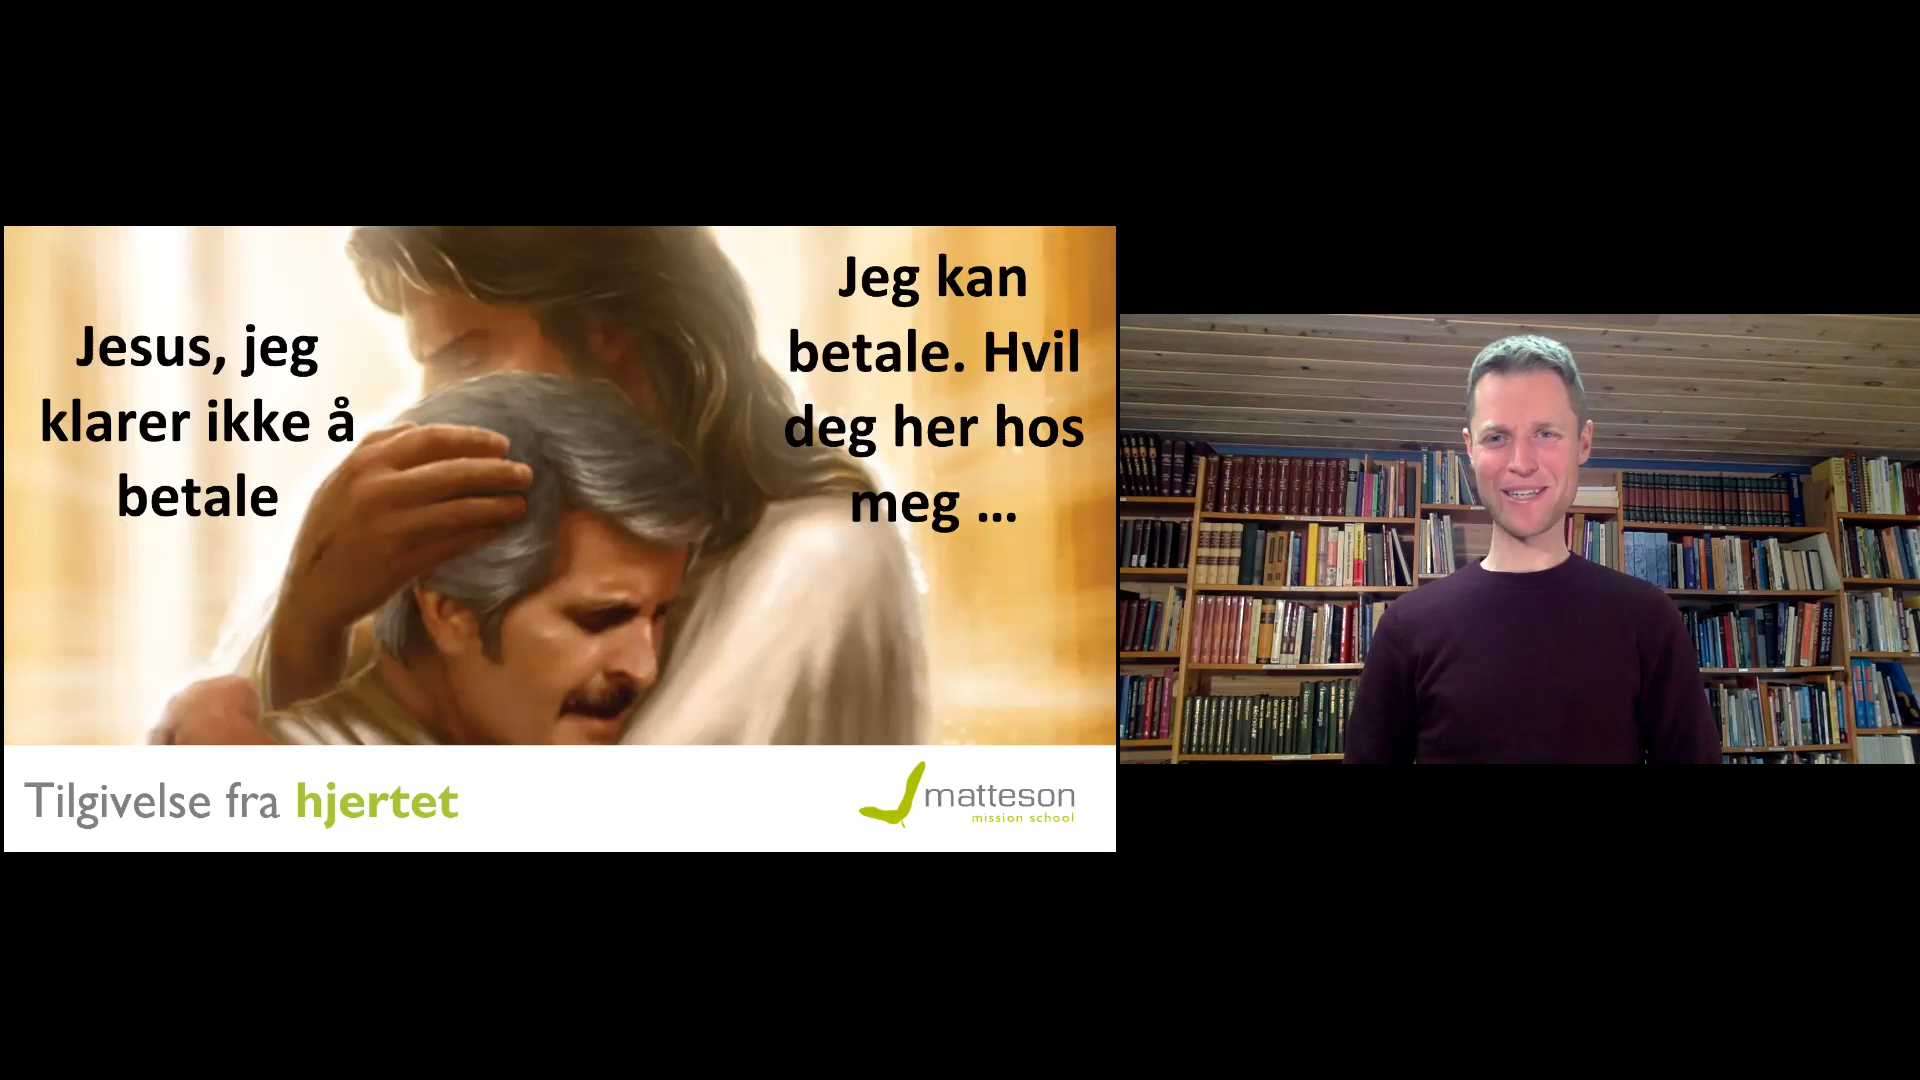 Jesus, jeg
klarer ikke å
betale
Jeg kan
betale. Hvil
deg her hos
meg ...
Tilgivelse fra hjertet
matteson
mission school